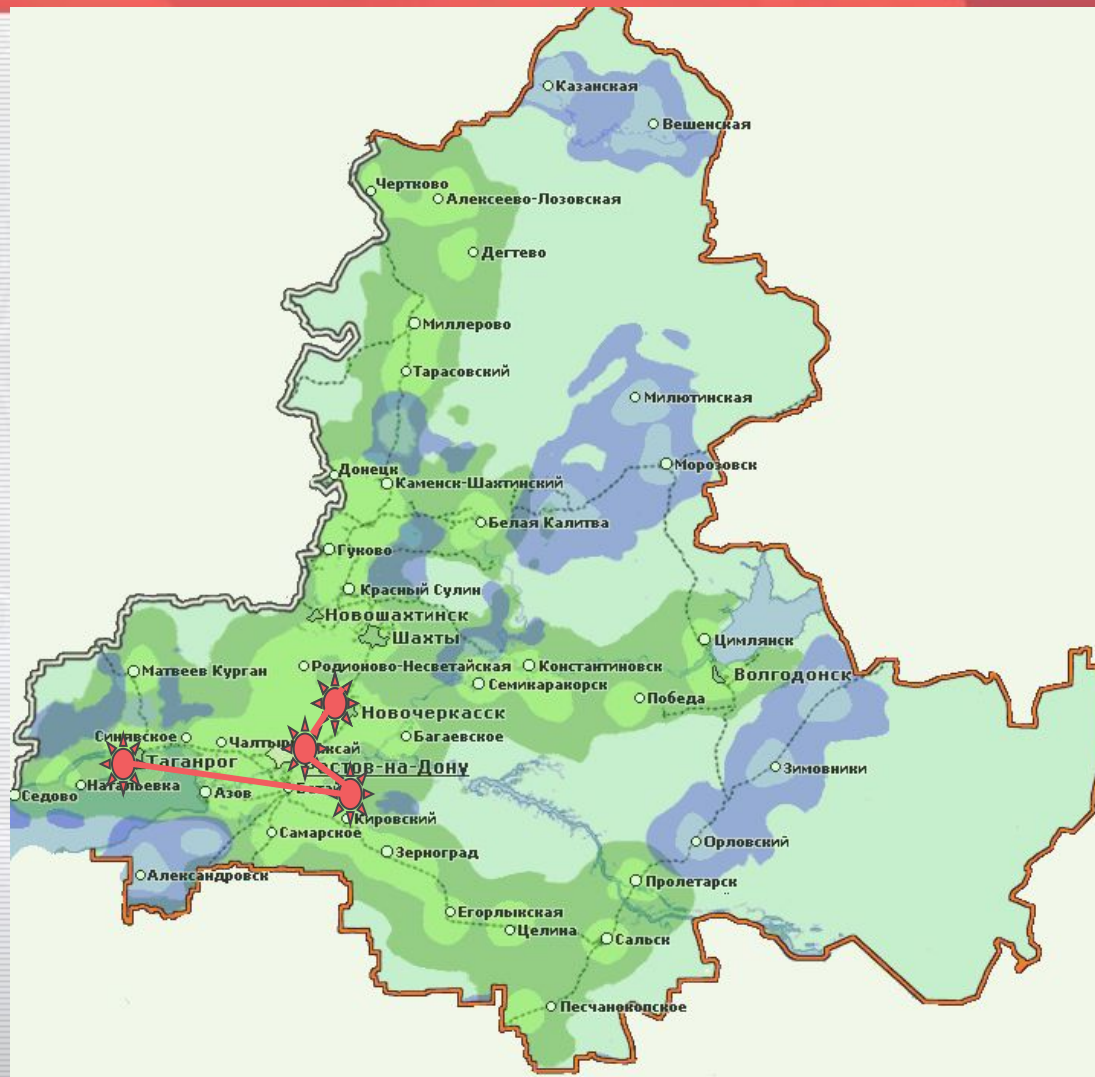 Казанская
Вешенская
Чертково
Алексеево-Лозовская
Дегтево
Миллерово
Тарасовский
Милютинская
Морозовск
Донецк
Каменск-Шахтинский
Белая Калитва
Гуково
Красный Сулин
Новошахтинск
Шахты
Цимлянск
Родионово-Несветайская
Константиновск
Матвеев Курган
Волгодонск
Семикаракорск
Победа
Новочеркасск
Багаевское
Синявское
Чалтырь
Таганрог
Зимовники
Натальевка
Азов
Седово
Кировский
Самарское
Орловский
Зерноград
Александровск
Пролетарск
Егорлыкская
Целина
Сальск
Песчанокопское